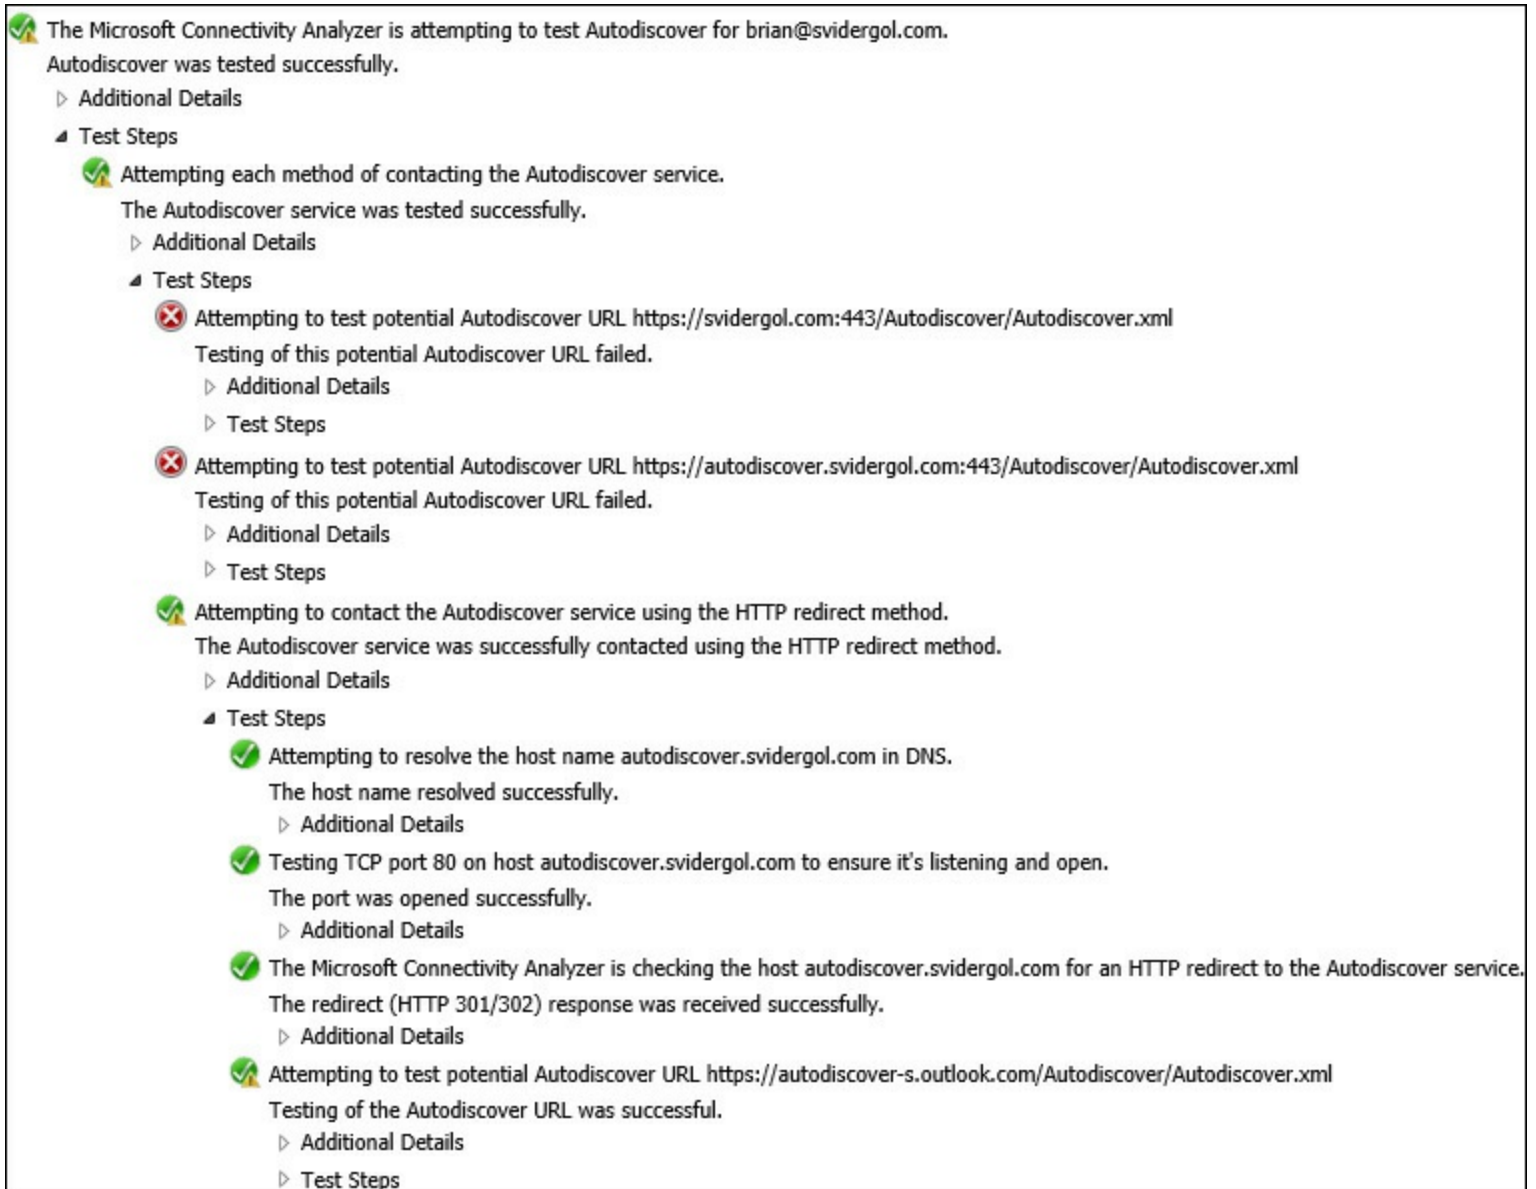 The Microsoft Connectivity Analyzer is attempting to test Autodiscover for brian@svidergol.com.
Autodiscover was tested successfully.
Additional Details
Test Steps
Attempting each method of contacting the Autodiscover service.
The Autodiscover service was tested successfully.
Additional Details
Test Steps
Attempting to test potential Autodiscover URL https://svidergol.com:443/Autodiscover/Autodiscover.xml
Testing of this potential Autodiscover URL failed.
Additional Details
Test Steps
Attempting to test potential Autodiscover URL https://autodiscover.svidergol.com:443/Autodiscover/Autodiscover.xml
Testing of this potential Autodiscover URL failed.
Additional Details
Test Steps
Attempting to contact the Autodiscover service using the HTTP redirect method.
The Autodiscover service was successfully contacted using the HTTP redirect method.
Additional Details
Test Steps
Attempting to resolve the host name autodiscover.svidergol.com in DNS.
The host name resolved successfully.
Additional Details
Testing TCP port 80 on host autodiscover.svidergol.com to ensure it's listening and open.
The port was opened successfully.
Additional Details
The Microsoft Connectivity Analyzer is checking the host autodiscover.svidergol.com for an HTTP redirect to the Autodiscover service.
The redirect (HTTP 301/302) response was received successfully.
Additional Details
Attempting to test potential Autodiscover URL https://autodiscover-s.outlook.com/Autodiscover/Autodiscover.xml
Testing of the Autodiscover URL was successful.
Additional Details
Test Steps